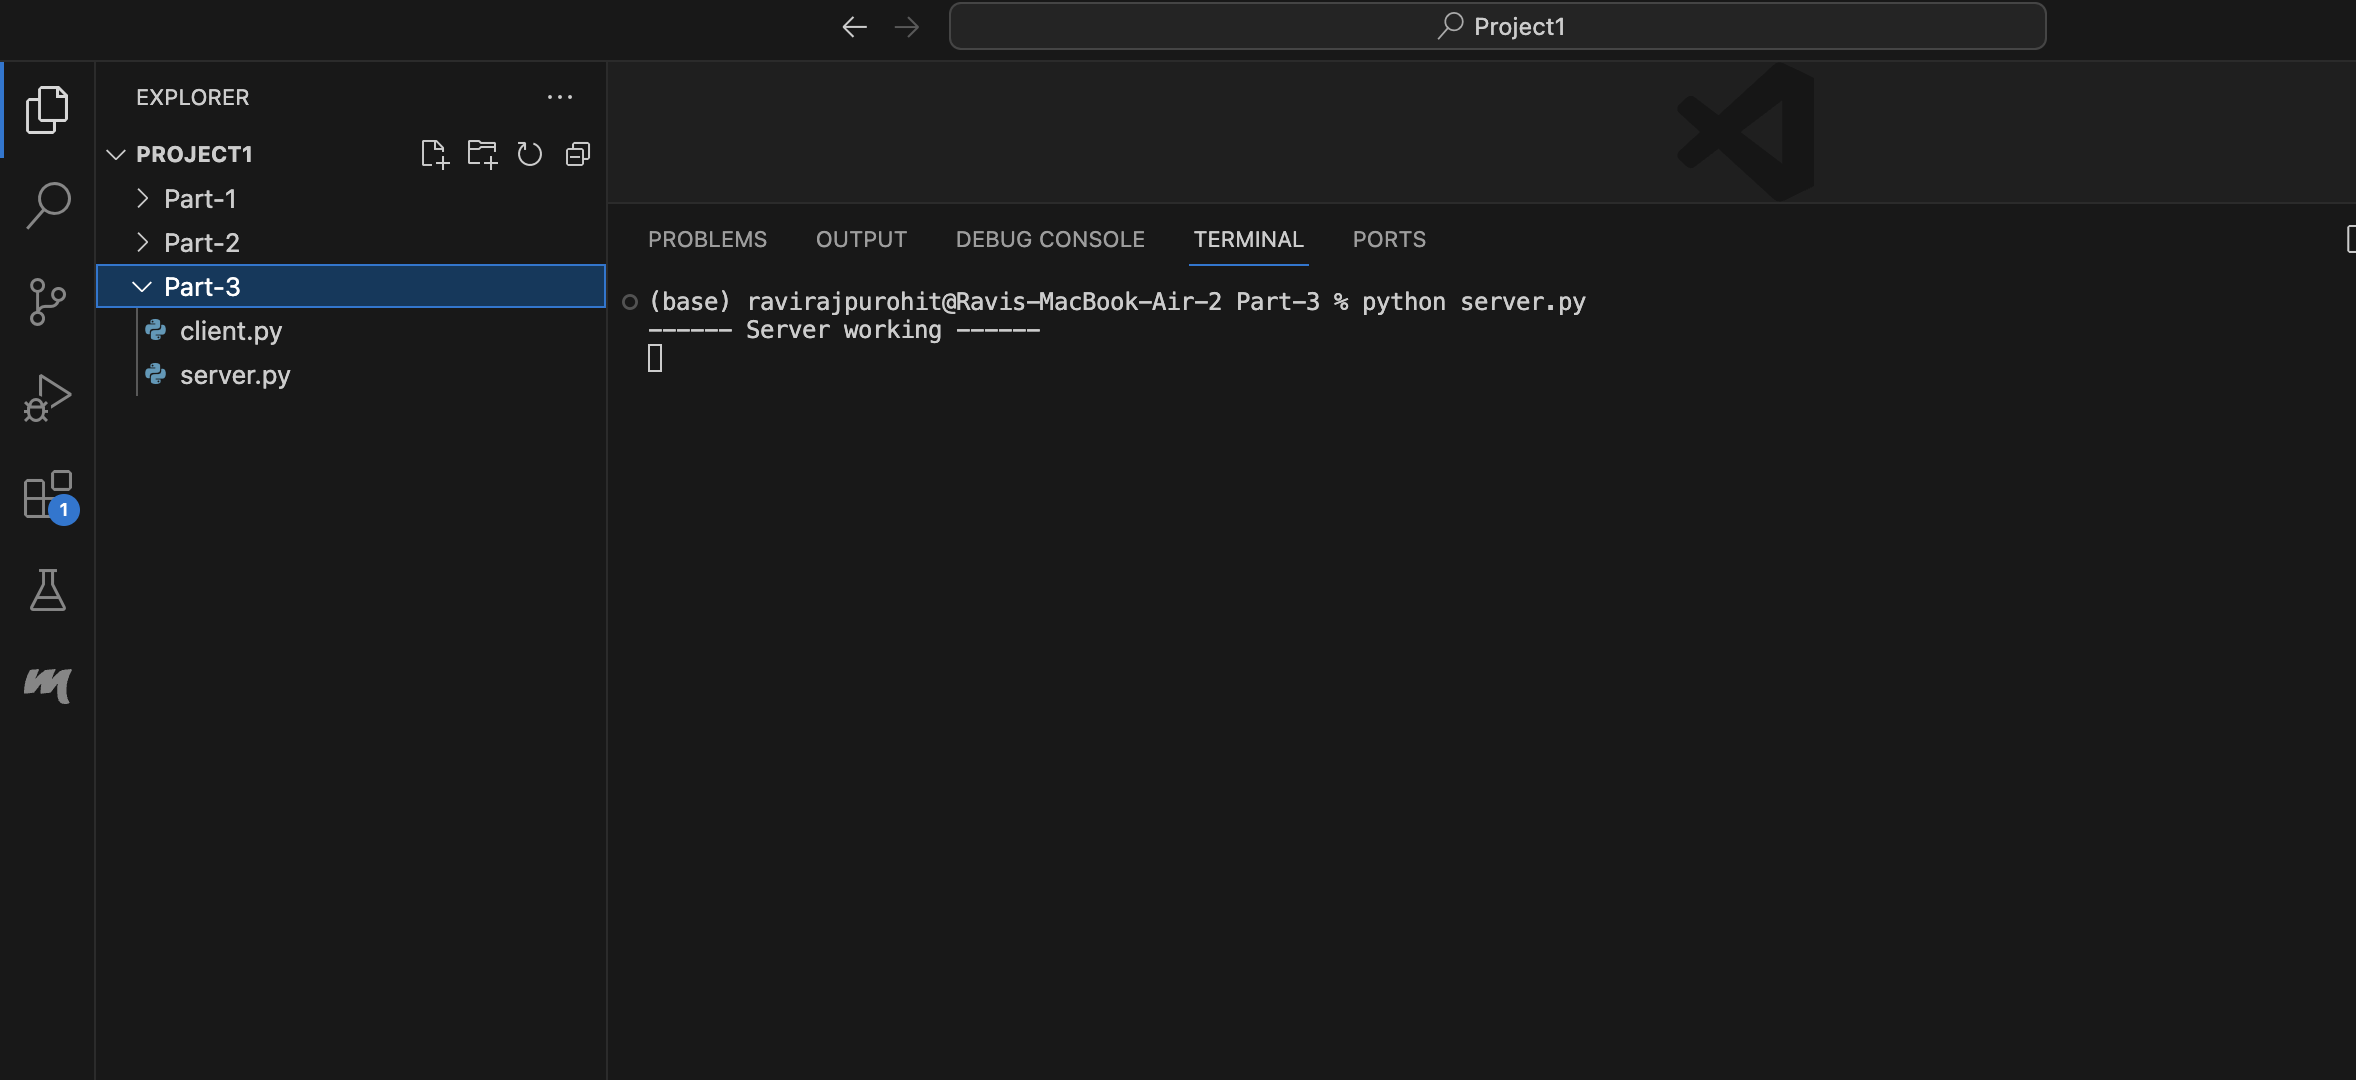 Project1
EXPLORER
PROJECT1
Part-1
Part-2
Part-3
client.py
server.py
1
PROBLEMS OUTPUT DEBUG CONSOLE TERMINAL PORTS
(base) ravirajpurohit@Ravis-MacBook-Air-2 Part-3 % python server.py
------ Server working ------